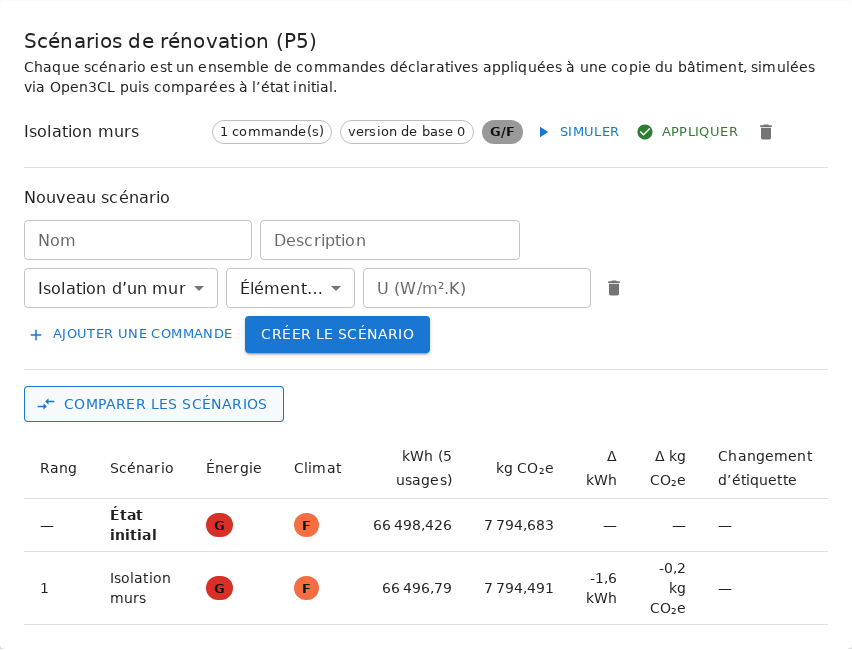 Scénarios de rénovation (P5)
Chaque scénario est un ensemble de commandes déclaratives appliquées à une copie du bâtiment, simulées
via Open3CL puis comparées à l’état initial.
Isolation murs 1 commande(s) version de base 0 G/F SIMULER APPLIQUER
Nouveau scénario
Nom Description
Isolation d’un mur Élément… U (W/m².K)
AJOUTER UNE COMMANDE CRÉER LE SCÉNARIO
COMPARER LES SCÉNARIOS
Rang Scénario Énergie Climat kWh (5 usages) kg CO₂e Δ kWh Δ kg CO₂e Changement d’étiquette
— État initial G F 66 498,426 7 794,683 — — —
1 Isolation murs G F 66 496,79 7 794,491 -1,6 kWh -0,2 kg CO₂e —